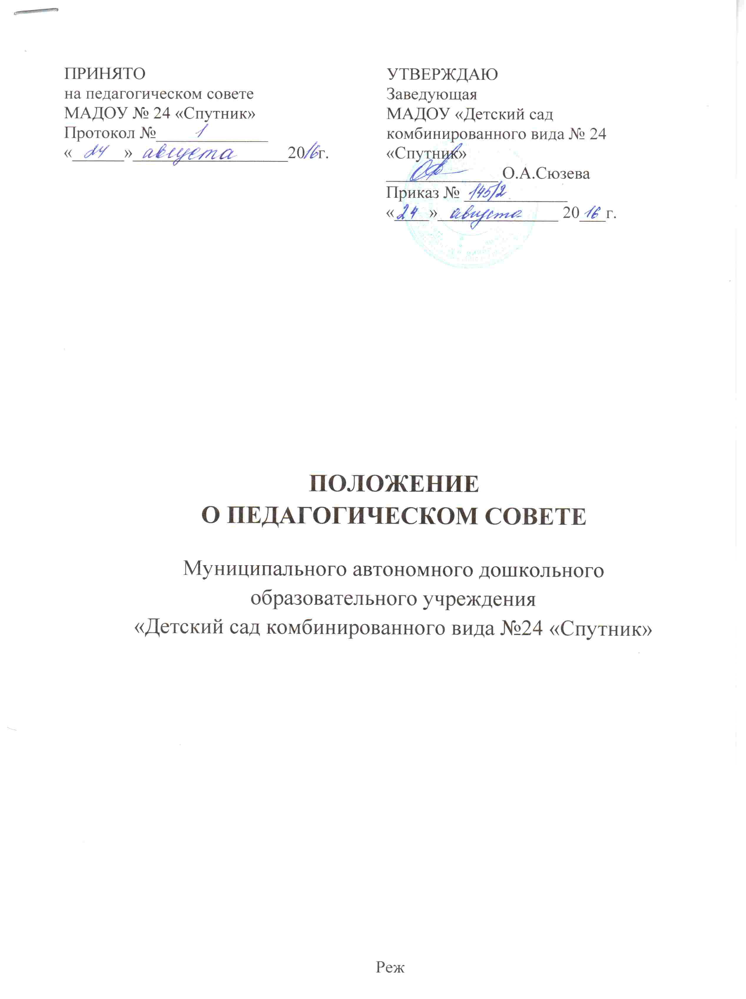 ПРИНЯТО
на педагогическом совете
МАДОУ № 24 «Спутник»
Протокол № 1
«24» августа 2016г.
УТВЕРЖДАЮ
Заведующая
МАДОУ «Детский сад
комбинированного вида № 24
«Спутник»
О.А.Сюзева
Приказ № 145/2
«24» августа 2016 г.
ПОЛОЖЕНИЕ
О ПЕДАГОГИЧЕСКОМ СОВЕТЕ
Муниципального автономного дошкольного
образовательного учреждения
«Детский сад комбинированного вида №24 «Спутник»
Реж